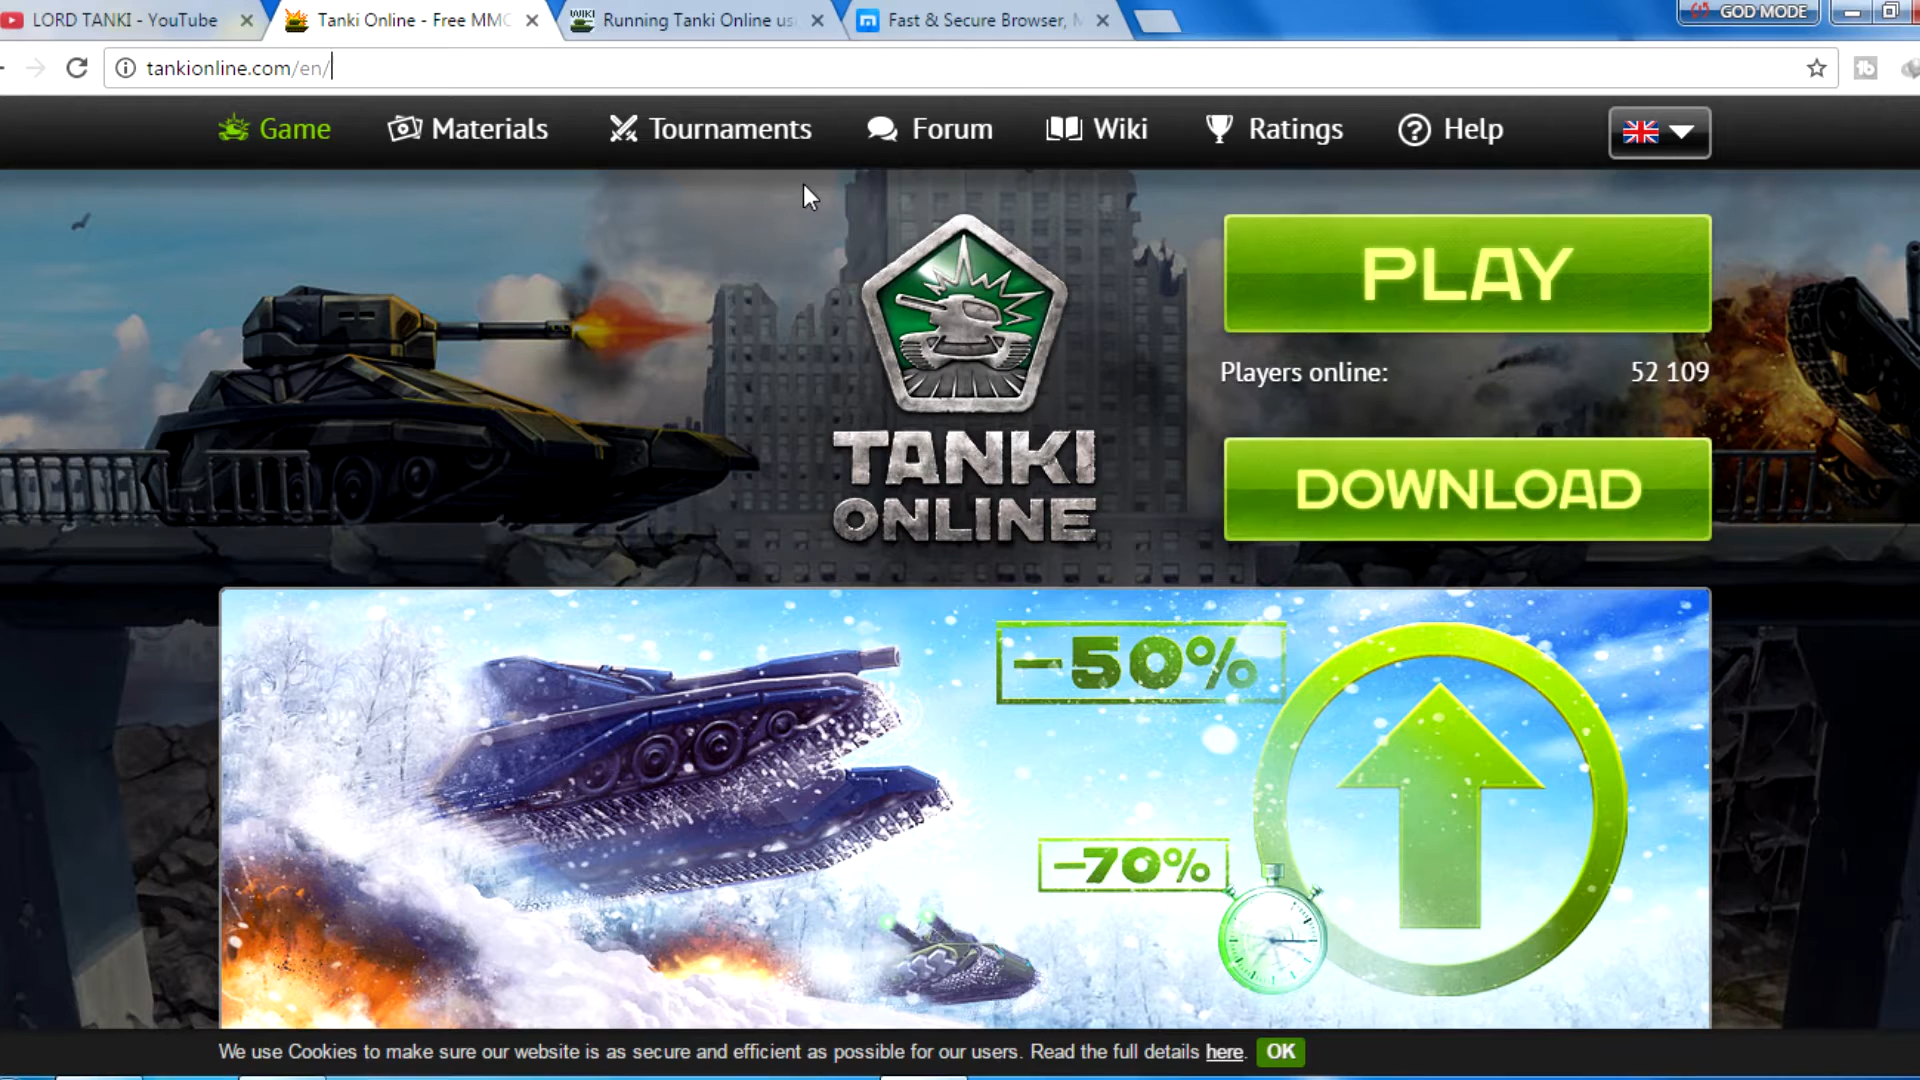 LORD TANKI - YouTube
Tanki Online - Free MMO
WIKI
Running Tanki Online us
Fast & Secure Browser, M
GOD MODE
tankionline.com/en/
Game
Materials
Tournaments
Forum
Wiki
Ratings
? Help
PLAY
Players online: 52 109
TANKI
ONLINE
DOWNLOAD
-50%
-70%
We use Cookies to make sure our website is as secure and efficient as possible for our users. Read the full details here. OK